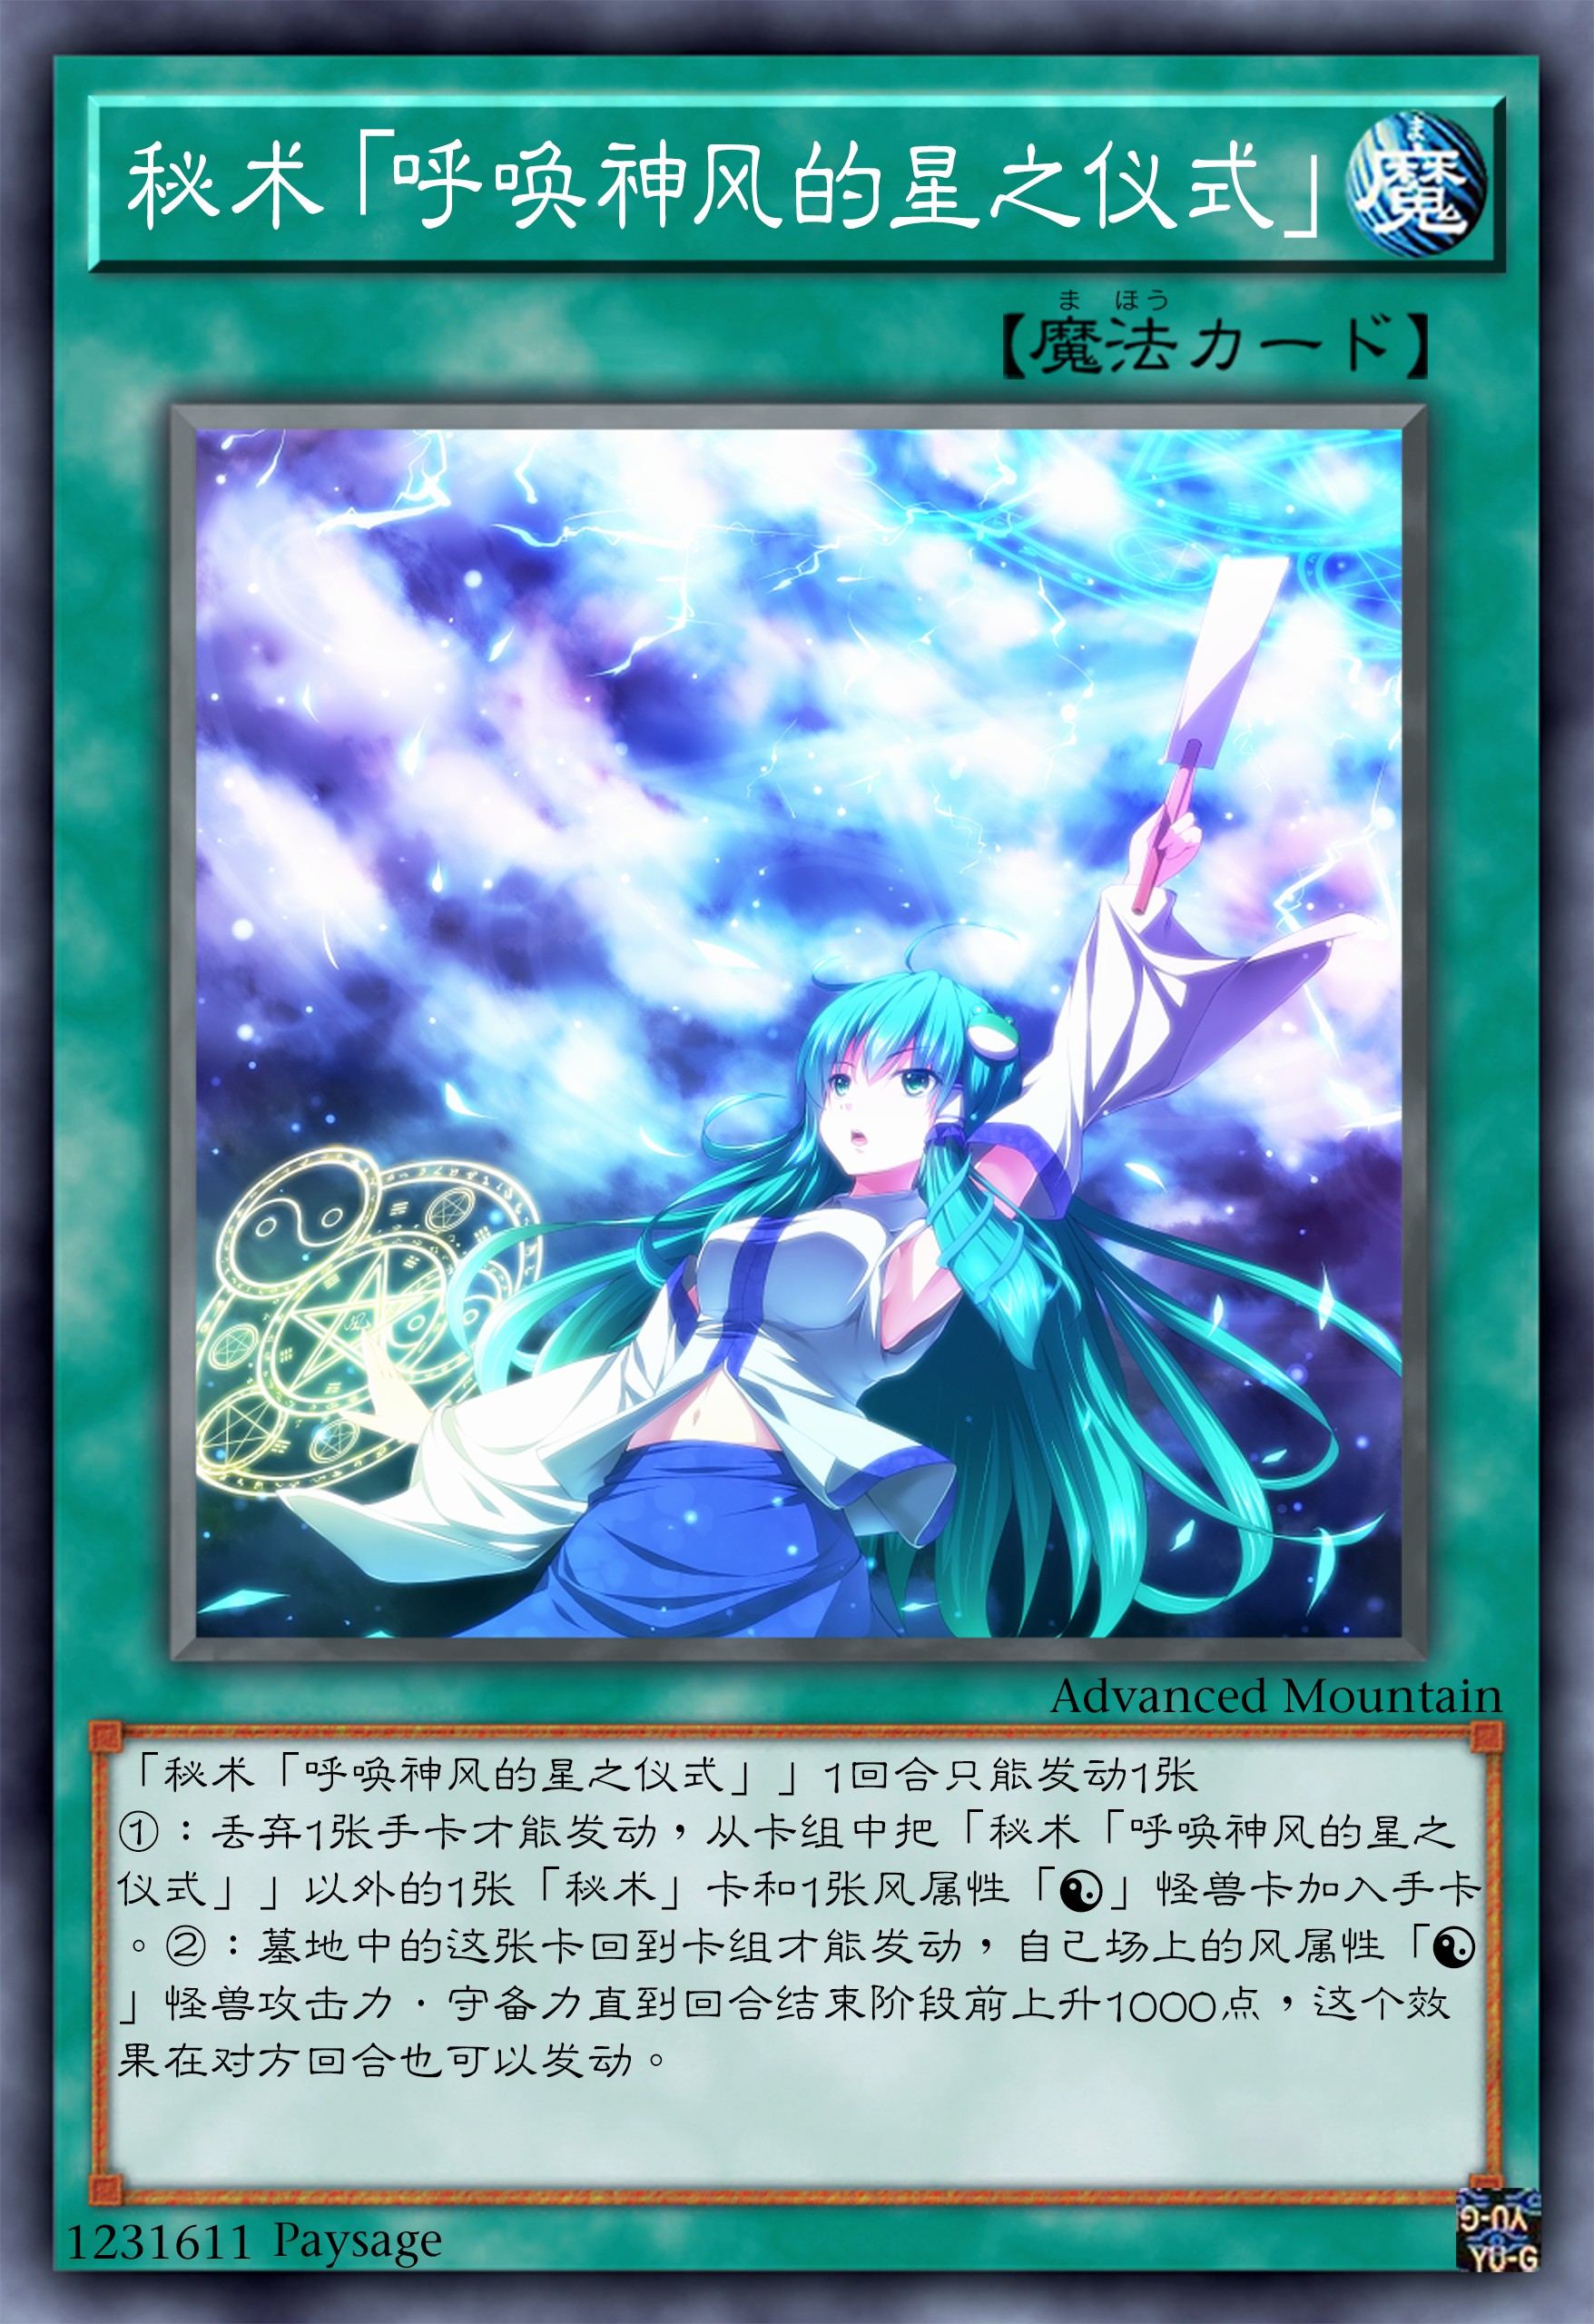 秘术「呼唤神风的星之仪式」
ま
魔
ま ほう
【魔法カード】
Advanced Mountain
「秘术「呼唤神风的星之仪式」」1回合只能发动1张
①：丢弃1张手卡才能发动，从卡组中把「秘术「呼唤神风的星之
仪式」」以外的1张「秘术」卡和1张风属性「☯」怪兽卡加入手卡
。②：墓地中的这张卡回到卡组才能发动，自己场上的风属性「☯
」怪兽攻击力·守备力直到回合结束阶段前上升1000点，这个效
果在对方回合也可以发动。
1231611 Paysage
YU-G
YU-G